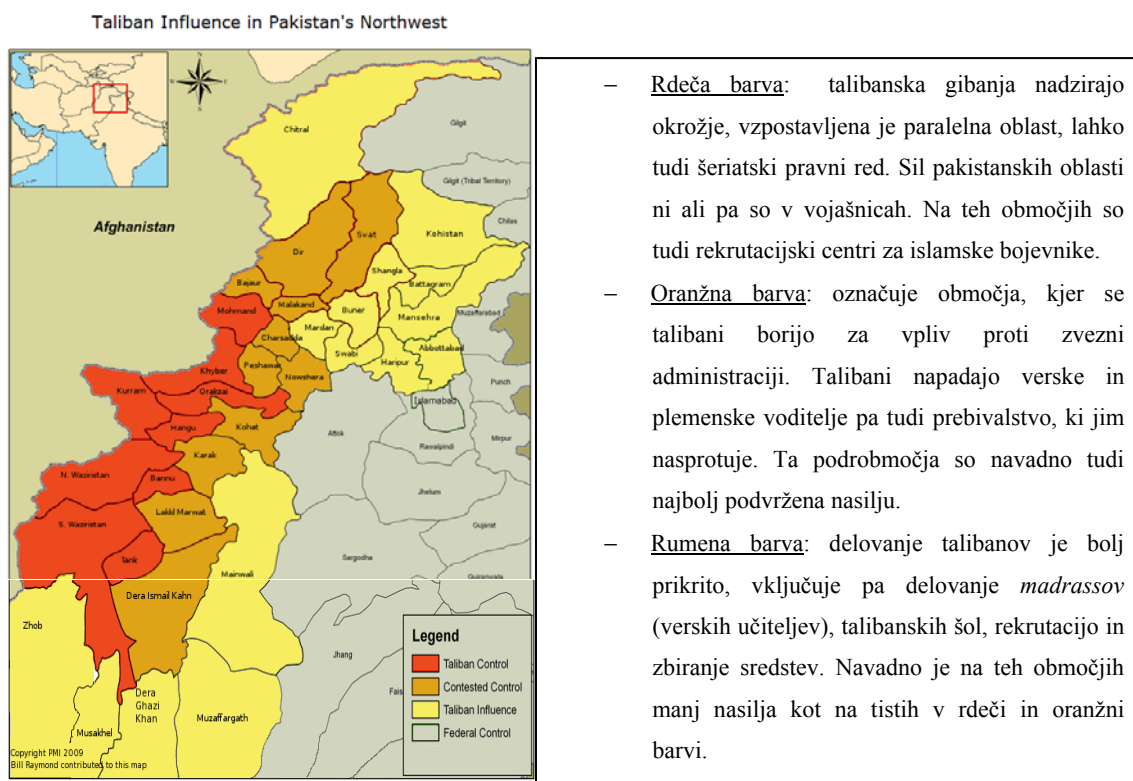 Taliban Influence in Pakistan's Northwest
Chitral
Gilgit
Gilgit (Tribal Territory)
Chilas
Afghanistan
Kohistan
Swat
Dir
Shangla
Bajaur
Battagram
Malakand
Buner
Mohmand
Mansehra
Muzaffarabad
Mardan
Charsadda
Swabi
Abbottabad
Haripur
Peshawar
Khyber
Nowshera
Punch
Kurram
Orakzai
Islamabad
Hangu
Kohat
Attok
Rawalpindi
Mirpur
Karak
N. Waziristan
Bannu
Jhelum
S. Waziristan
Lakki Marwat
Gujarat
Tank
Sargodha
Mainwali
Gujranwala
Dera Ismail Kahn
Zhob
Jhang
Dera
Ghazi
Khan
Musakhel
Muzaffargath
Fais
Legend
Taliban Control
Contested Control
Taliban Influence
Federal Control
Copyright PMI 2009
Bill Raymond contributed to this map
– Rdeča barva: talibanska gibanja nadzirajo
okrožje, vzpostavljena je paralelna oblast, lahko
tudi šeriatski pravni red. Sil pakistanskih oblasti
ni ali pa so v vojašnicah. Na teh območjih so
tudi rekrutacijski centri za islamske bojevnike.
– Oranžna barva: označuje območja, kjer se
talibani borijo za vpliv proti zvezni
administraciji. Talibani napadajo verske in
plemenske voditelje pa tudi prebivalstvo, ki jim
nasprotuje. Ta podrobmočja so navadno tudi
najbolj podvržena nasilju.
– Rumena barva: delovanje talibanov je bolj
prikrito, vključuje pa delovanje madrassov
(verskih učiteljev), talibanskih šol, rekrutacijo in
zbiranje sredstev. Navadno je na teh območjih
manj nasilja kot na tistih v rdeči in oranžni
barvi.